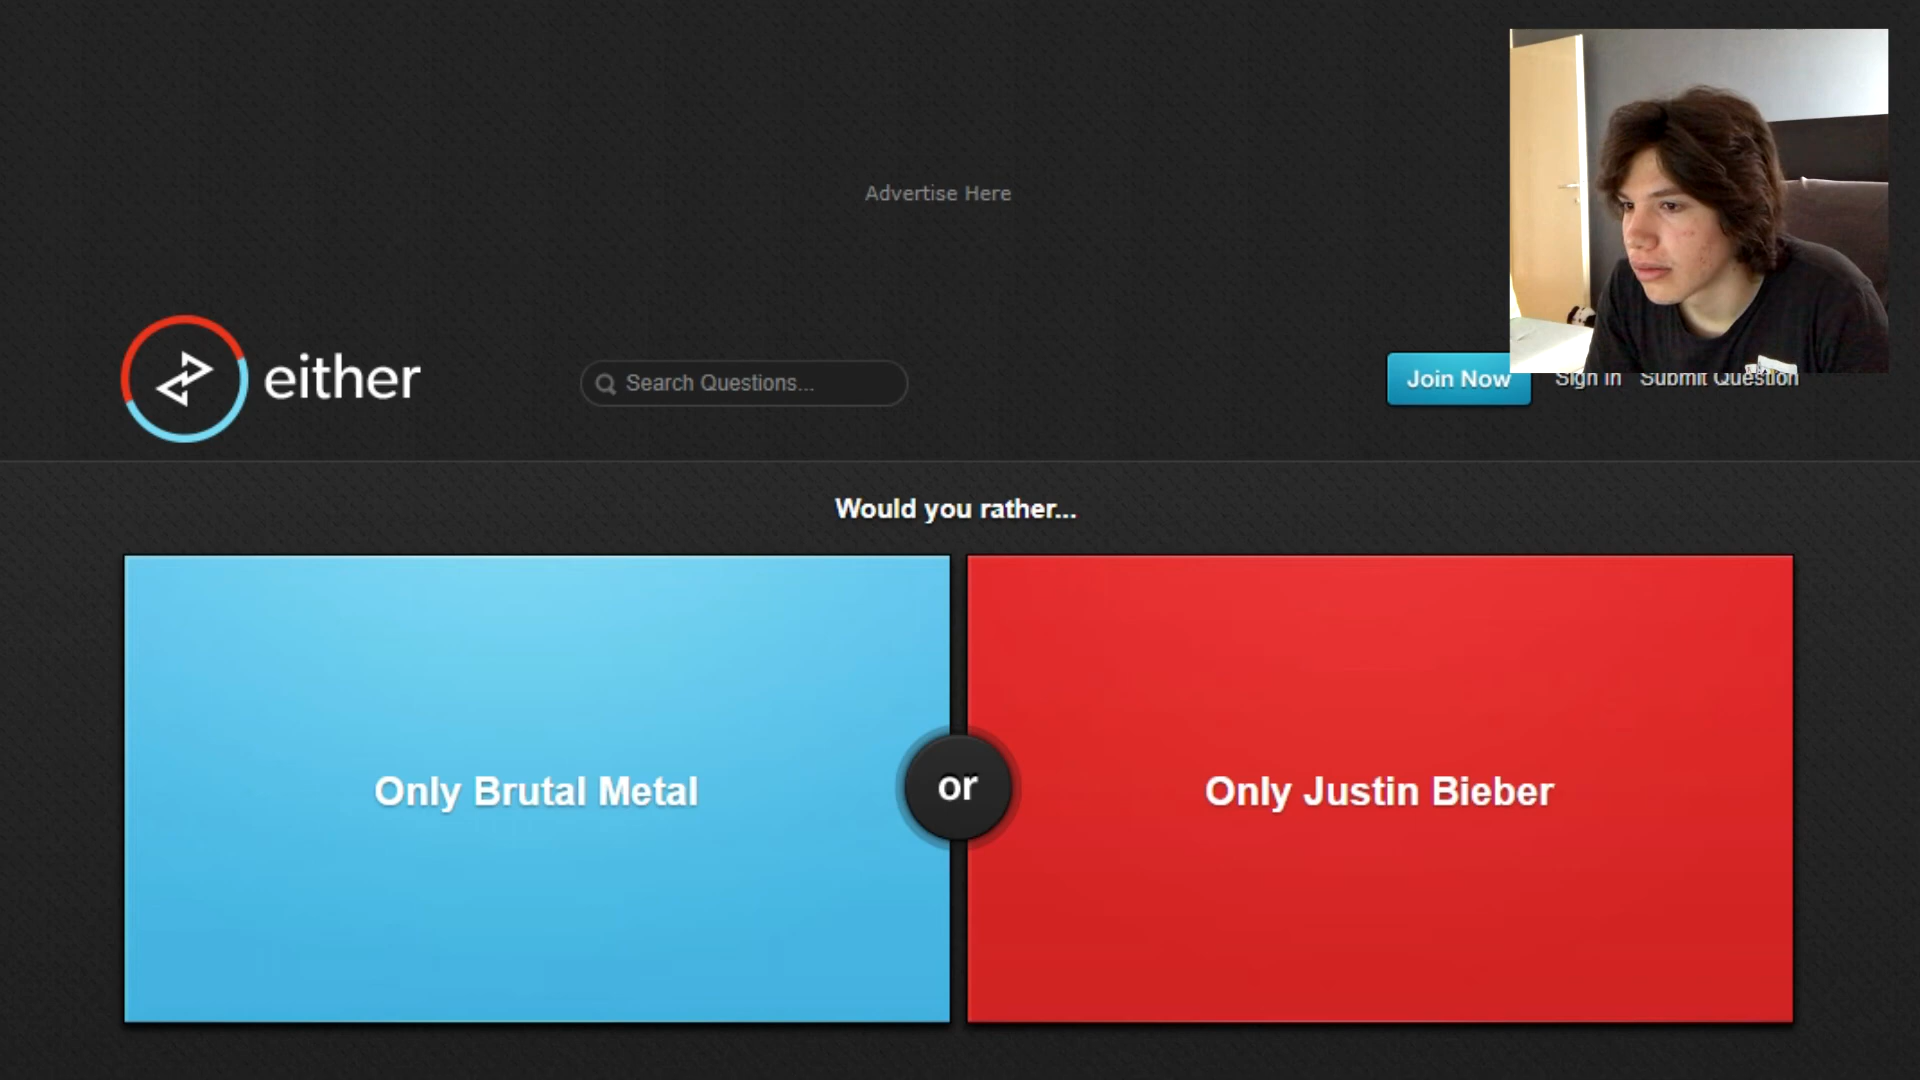 Advertise Here
either
Search Questions...
Join Now
Sign In
Submit Question
Would you rather...
Only Brutal Metal
or
Only Justin Bieber